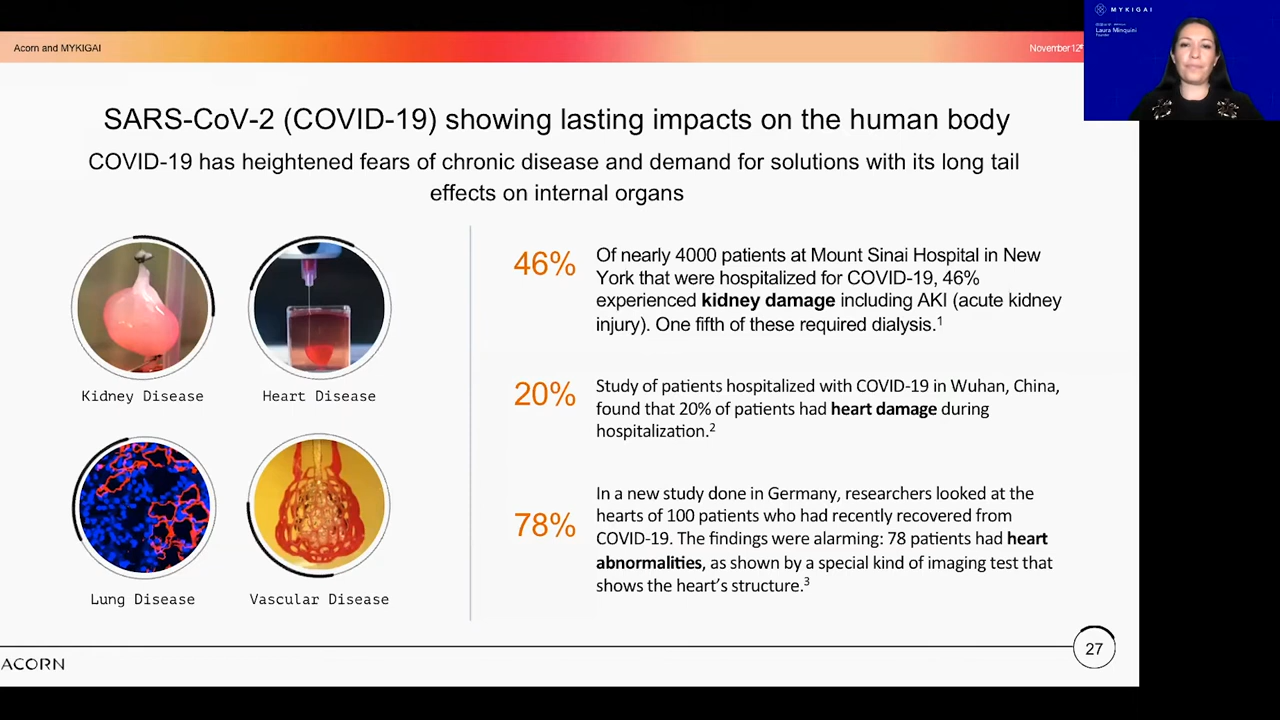 Acorn and MYKIGAI
November 12
MYKIGAI
Laura Minquini
SARS-CoV-2 (COVID-19) showing lasting impacts on the human body
COVID-19 has heightened fears of chronic disease and demand for solutions with its long tail
effects on internal organs
Kidney Disease
Heart Disease
Lung Disease
Vascular Disease
46%
Of nearly 4000 patients at Mount Sinai Hospital in New
York that were hospitalized for COVID-19, 46%
experienced kidney damage including AKI (acute kidney
injury). One fifth of these required dialysis.1
20%
Study of patients hospitalized with COVID-19 in Wuhan, China,
found that 20% of patients had heart damage during
hospitalization.2
78%
In a new study done in Germany, researchers looked at the
hearts of 100 patients who had recently recovered from
COVID-19. The findings were alarming: 78 patients had heart
abnormalities, as shown by a special kind of imaging test that
shows the heart's structure.3
27
ACORN